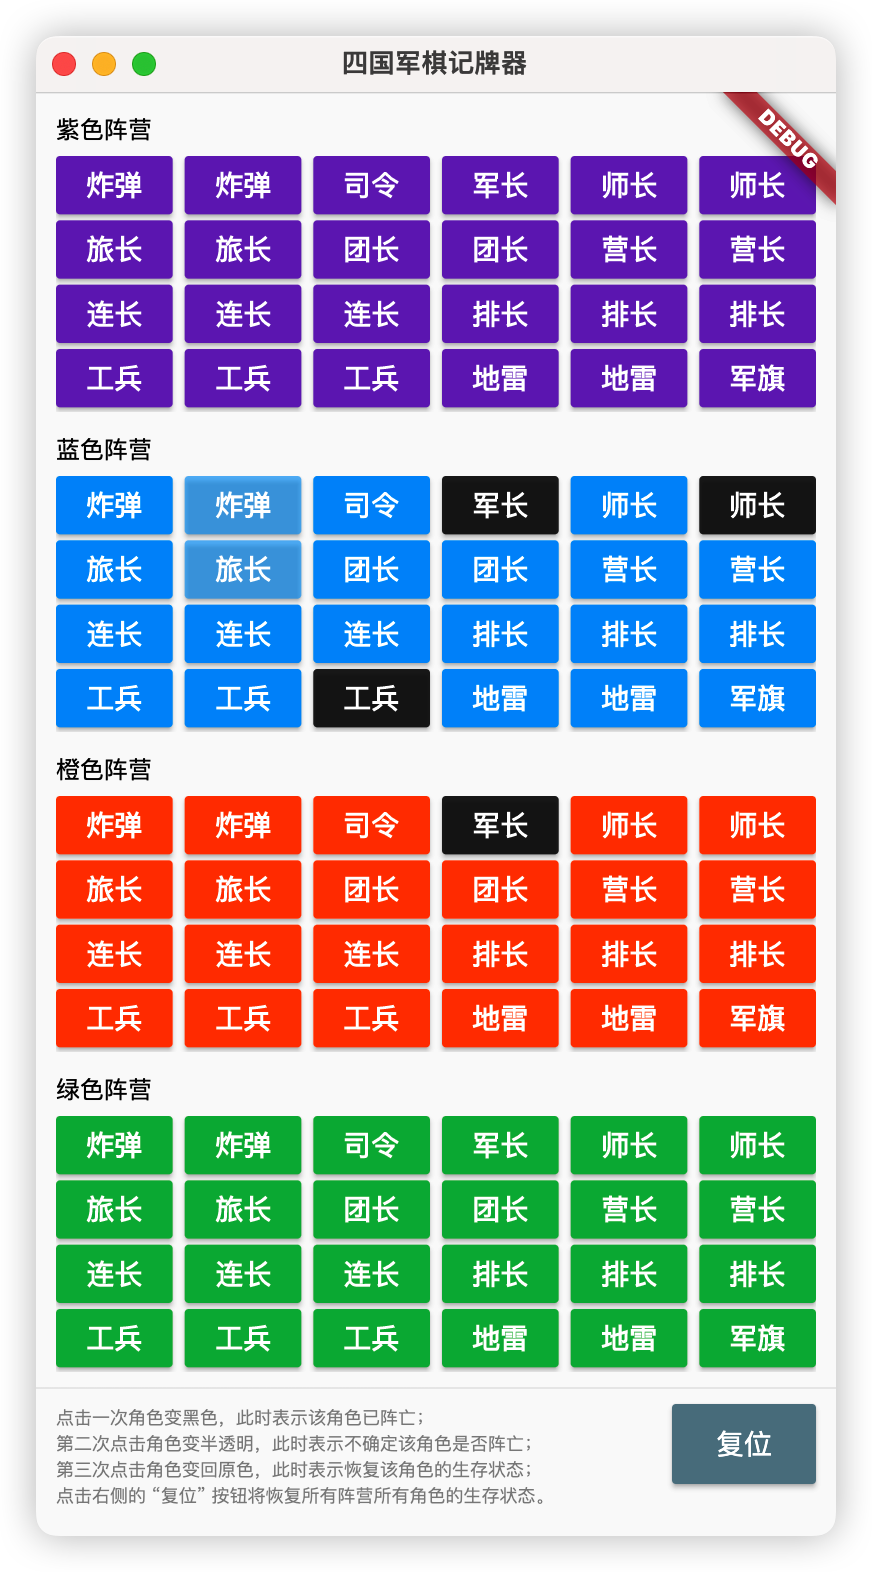 四国军棋记牌器
DEBUG
紫色阵营
炸弹 炸弹 司令 军长 师长 师长
旅长 旅长 团长 团长 营长 营长
连长 连长 连长 排长 排长 排长
工兵 工兵 工兵 地雷 地雷 军旗
蓝色阵营
炸弹 炸弹 司令 军长 师长 师长
旅长 旅长 团长 团长 营长 营长
连长 连长 连长 排长 排长 排长
工兵 工兵 工兵 地雷 地雷 军旗
橙色阵营
炸弹 炸弹 司令 军长 师长 师长
旅长 旅长 团长 团长 营长 营长
连长 连长 连长 排长 排长 排长
工兵 工兵 工兵 地雷 地雷 军旗
绿色阵营
炸弹 炸弹 司令 军长 师长 师长
旅长 旅长 团长 团长 营长 营长
连长 连长 连长 排长 排长 排长
工兵 工兵 工兵 地雷 地雷 军旗
点击一次角色变黑色，此时表示该角色已阵亡；
第二次点击角色变半透明，此时表示不确定该角色是否阵亡；
第三次点击角色变回原色，此时表示恢复该角色的生存状态；
点击右侧的“复位”按钮将恢复所有阵营所有角色的生存状态。
复位